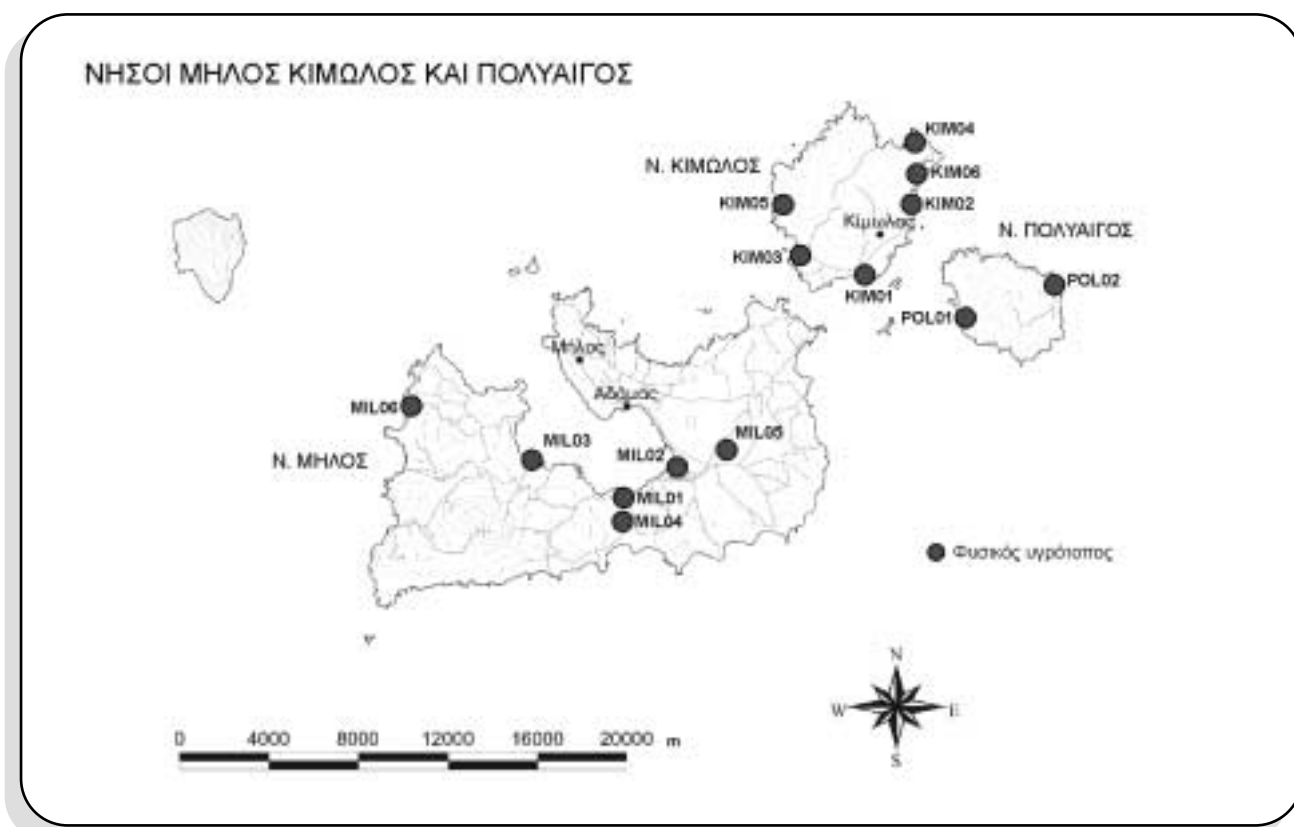 ΝΗΣΟΙ ΜΗΛΟΣ ΚΙΜΩΛΟΣ ΚΑΙ ΠΟΛΥΑΙΓΟΣ
KIM04
Ν. ΚΙΜΩΛΟΣ
KIM06
KIM05
KIM02
Κίμωλος
Ν. ΠΟΛΥΑΙΓΟΣ
KIM03
KIM01
POL02
POL01
Μήλος
Αδάμας
MIL06
MIL03
MIL05
Ν. ΜΗΛΟΣ
MIL02
MIL01
MIL04
Φυσικός υγρότοπος
N
W E
S
0 4000 8000 12000 16000 20000 m